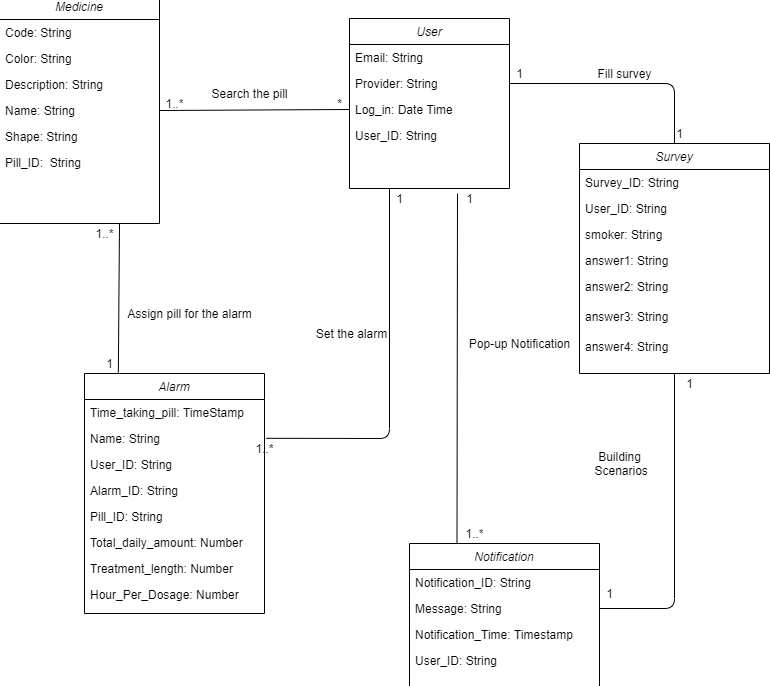 Medicine
Code: String
Color: String
Description: String
Name: String
Shape: String
Pill_ID: String
1..*
Search the pill
*
User
Email: String
Provider: String
Log_in: Date Time
User_ID: String
1
Fill survey
1
Survey
Survey_ID: String
User_ID: String
smoker: String
answer1: String
answer2: String
answer3: String
answer4: String
1
1
1..*
Assign pill for the alarm
1
Set the alarm
Pop-up Notification
Alarm
Time_taking_pill: TimeStamp
Name: String
User_ID: String
Alarm_ID: String
Pill_ID: String
Total_daily_amount: Number
Treatment_length: Number
Hour_Per_Dosage: Number
1..*
1
Building
Scenarios
1..*
Notification
Notification_ID: String
Message: String
Notification_Time: Timestamp
User_ID: String
1